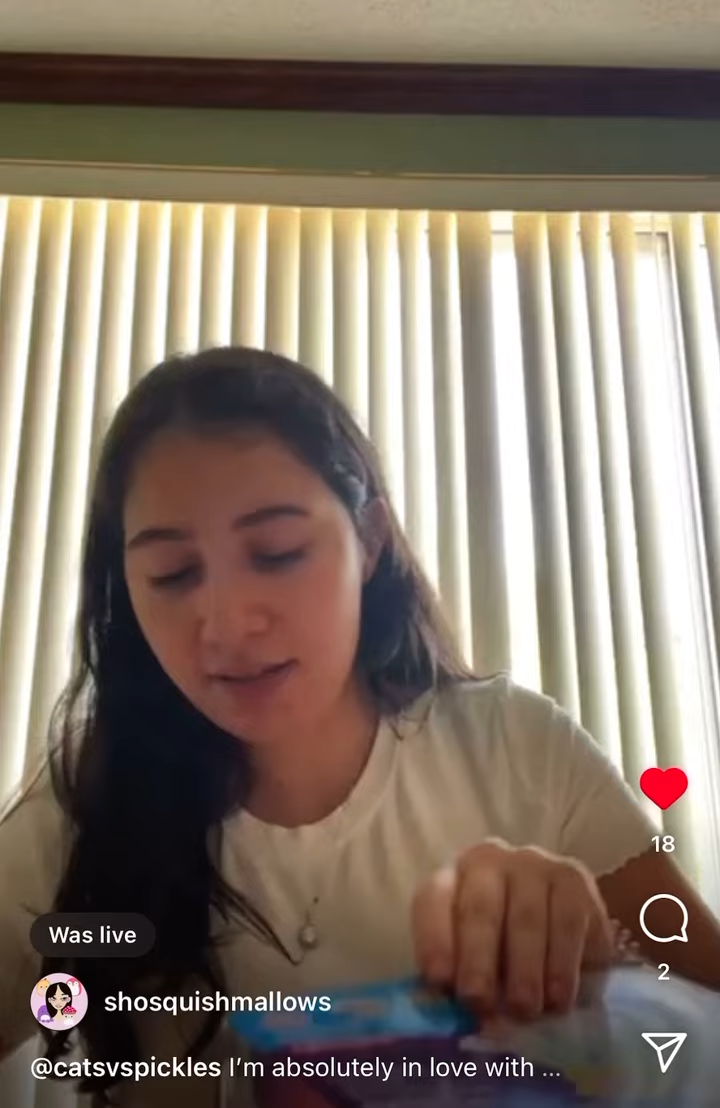 18
2
Was live
shosquishmallows
@catsvspickles I’m absolutely in love with ...